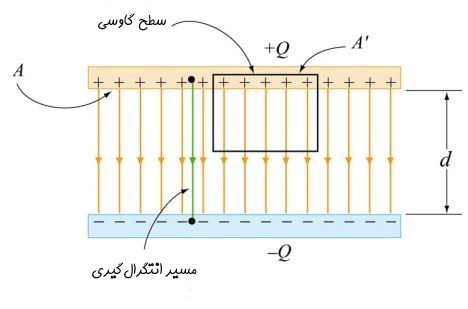 سطح گاوسی
+Q
A'
A
+ + + + + + + + + + + + + + +
d
− − − − − − − − − − − − − − −
−Q
مسیر انتگرال گیری